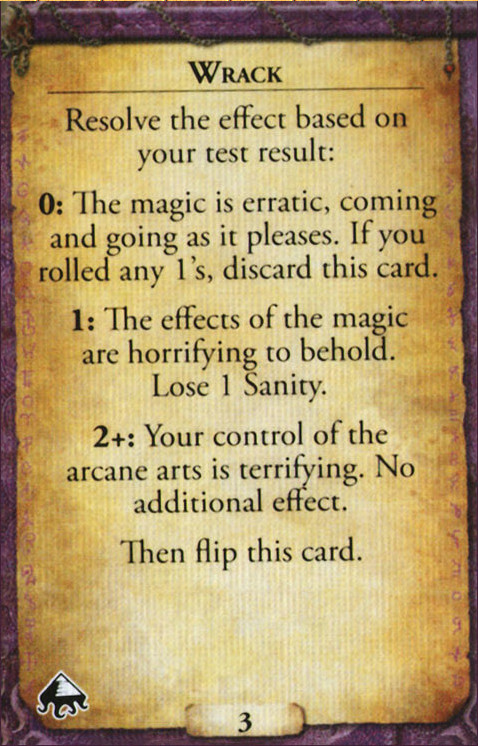 WRACK
Resolve the effect based on
your test result:
0: The magic is erratic, coming
and going as it pleases. If you
rolled any 1's, discard this card.
1: The effects of the magic
are horrifying to behold.
Lose 1 Sanity.
2+: Your control of the
arcane arts is terrifying. No
additional effect.
Then flip this card.
3